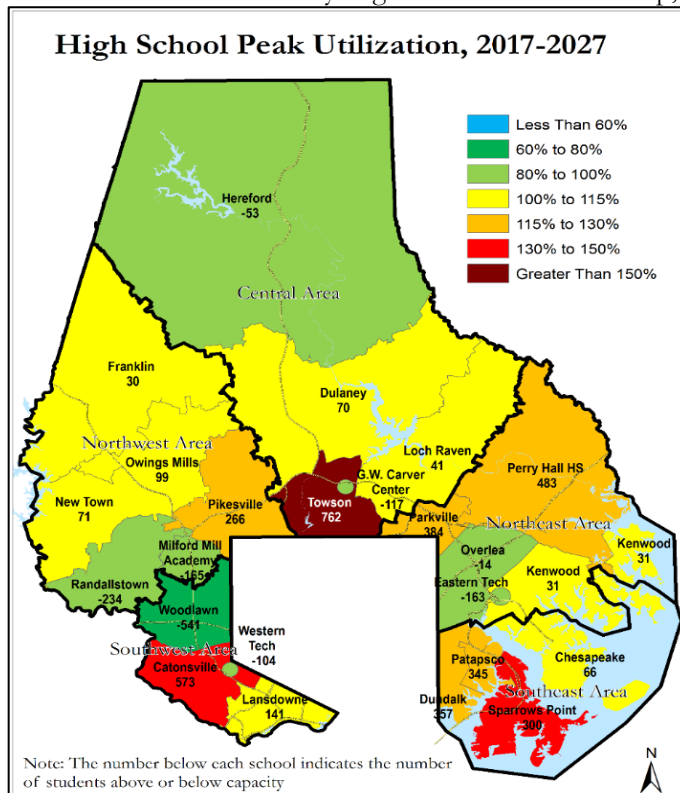 High School Peak Utilization, 2017-2027
Less Than 60%
60% to 80%
80% to 100%
100% to 115%
115% to 130%
130% to 150%
Greater Than 150%
Hereford
-53
Central Area
Franklin
30
Dulaney
70
Northwest Area
Owings Mills
99
Loch Raven
41
G.W. Carver
Center
-117
Perry Hall HS
483
New Town
71
Pikesville
266
Towson
762
Parkville
384
Northeast Area
Kenwood
31
Milford Mill
Academy
-165
Overlea
-14
Kenwood
31
Randallstown
-234
Eastern Tech
-163
Woodlawn
-541
Western
Tech
-104
Southwest Area
Catonsville
573
Lansdowne
141
Patapsco
345
Chesapeake
66
Southeast Area
Dundalk
357
Sparrows Point
300
Note: The number below each school indicates the number
of students above or below capacity
N